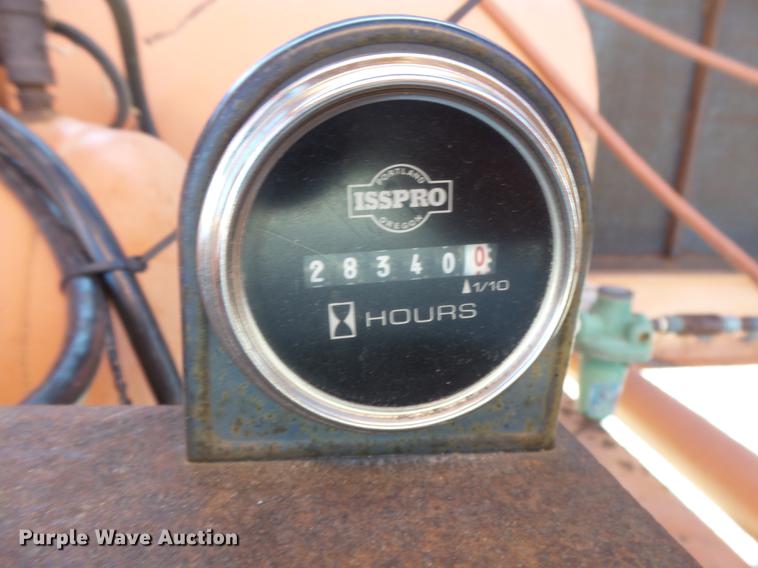 PORTLAND
ISSPRO
OREGON
283400
1/10
HOURS
Purple Wave Auction